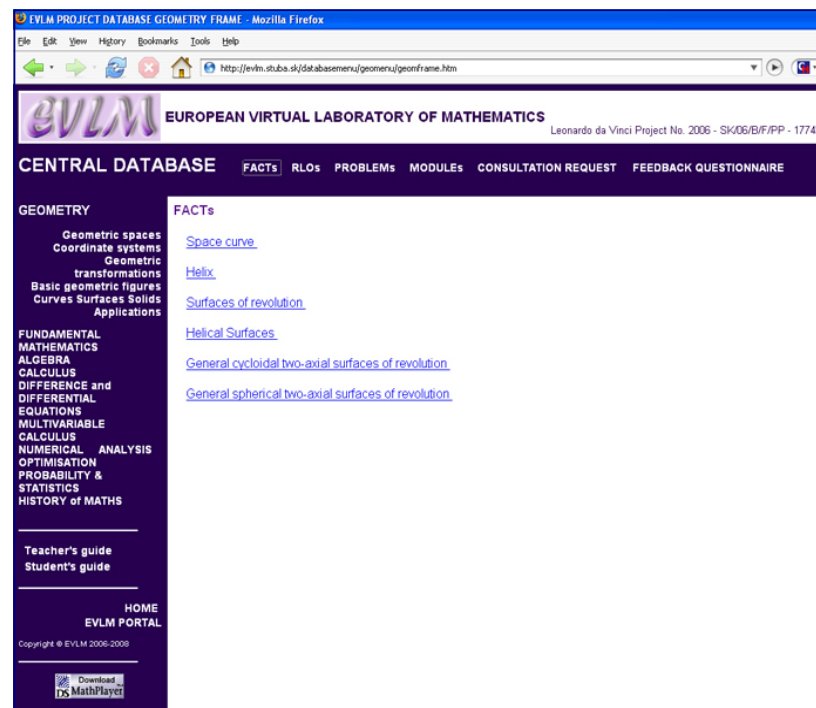 EVLM PROJECT DATABASE GEOMETRY FRAME - Mozilla Firefox
File Edit View History Bookmarks Tools Help
http://evlm.stuba.sk/databasemenu/geomenu/geomframe.htm
EVLM
EUROPEAN VIRTUAL LABORATORY OF MATHEMATICS
Leonardo da Vinci Project No. 2006 - SK/06/B/F/PP - 1774
CENTRAL DATABASE FACTs RLOs PROBLEMs MODULEs CONSULTATION REQUEST FEEDBACK QUESTIONNAIRE
GEOMETRY
Geometric spaces
Coordinate systems
Geometric
transformations
Basic geometric figures
Curves Surfaces Solids
Applications
FUNDAMENTAL
MATHEMATICS
ALGEBRA
CALCULUS
DIFFERENCE and
DIFFERENTIAL
EQUATIONS
MULTIVARIABLE
CALCULUS
NUMERICAL ANALYSIS
OPTIMISATION
PROBABILITY &
STATISTICS
HISTORY of MATHS
Teacher's guide
Student's guide
HOME
EVLM PORTAL
Copyright © EVLM 2006-2008
Download
DS MathPlayer
FACTs
Space curve
Helix
Surfaces of revolution
Helical Surfaces
General cycloidal two-axial surfaces of revolution
General spherical two-axial surfaces of revolution